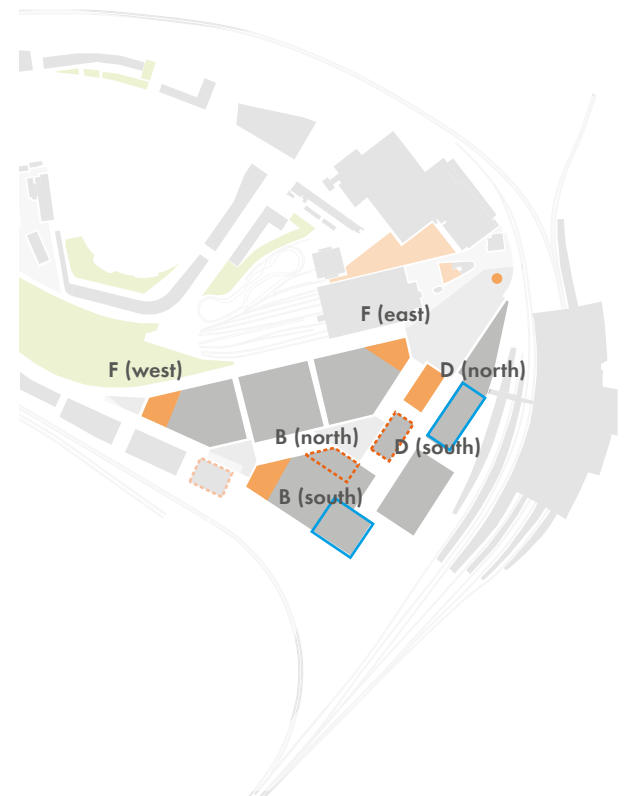 F (east)
F (west)
D (north)
B (north)
D (south)
B (south)